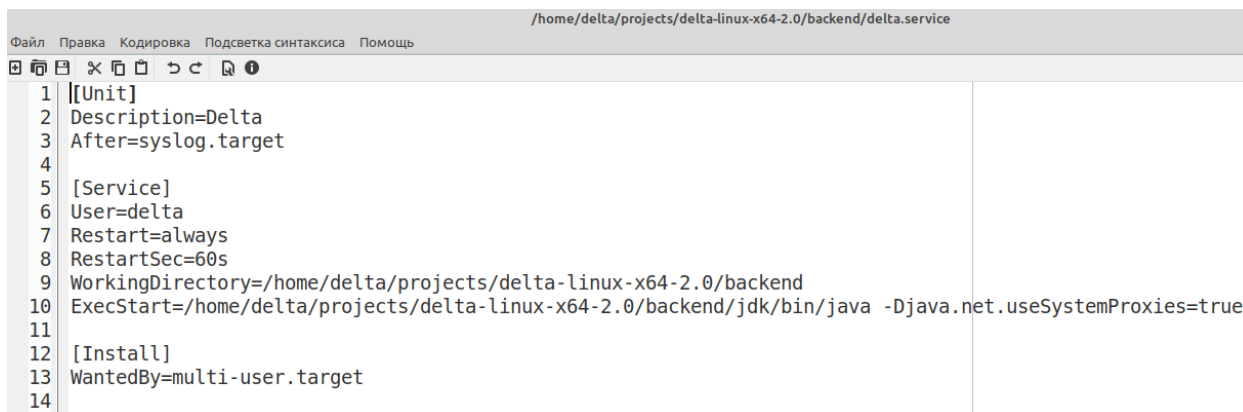 /home/delta/projects/delta-linux-x64-2.0/backend/delta.service
Файл Правка Кодировка Подсветка синтаксиса Помощь
1 [Unit]
2 Description=Delta
3 After=syslog.target
4
5 [Service]
6 User=delta
7 Restart=always
8 RestartSec=60s
9 WorkingDirectory=/home/delta/projects/delta-linux-x64-2.0/backend
10 ExecStart=/home/delta/projects/delta-linux-x64-2.0/backend/jdk/bin/java -Djava.net.useSystemProxies=true
11
12 [Install]
13 WantedBy=multi-user.target
14